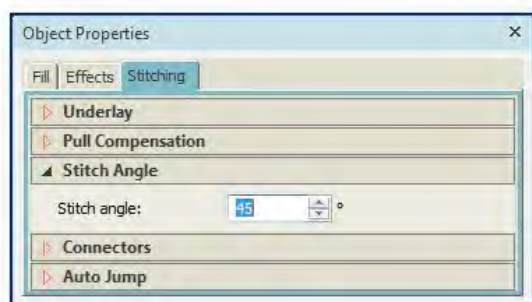 Object Properties
Fill Effects Stitching
Underlay
Pull Compensation
Stitch Angle
Stitch angle: 45 °
Connectors
Auto Jump